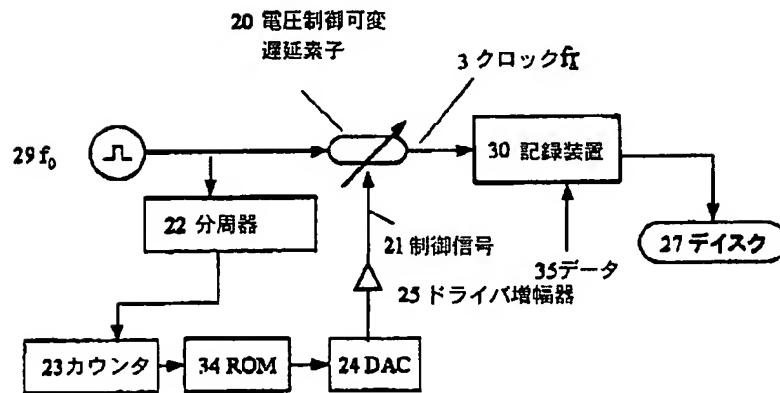 20 電圧制御可変
遅延素子
3 クロック
29 f₀
30 記録装置
22 分周器
21 制御信号
35データ
27 デイスク
25 ドライバ増幅器
23カウンタ
34 ROM
24 DAC